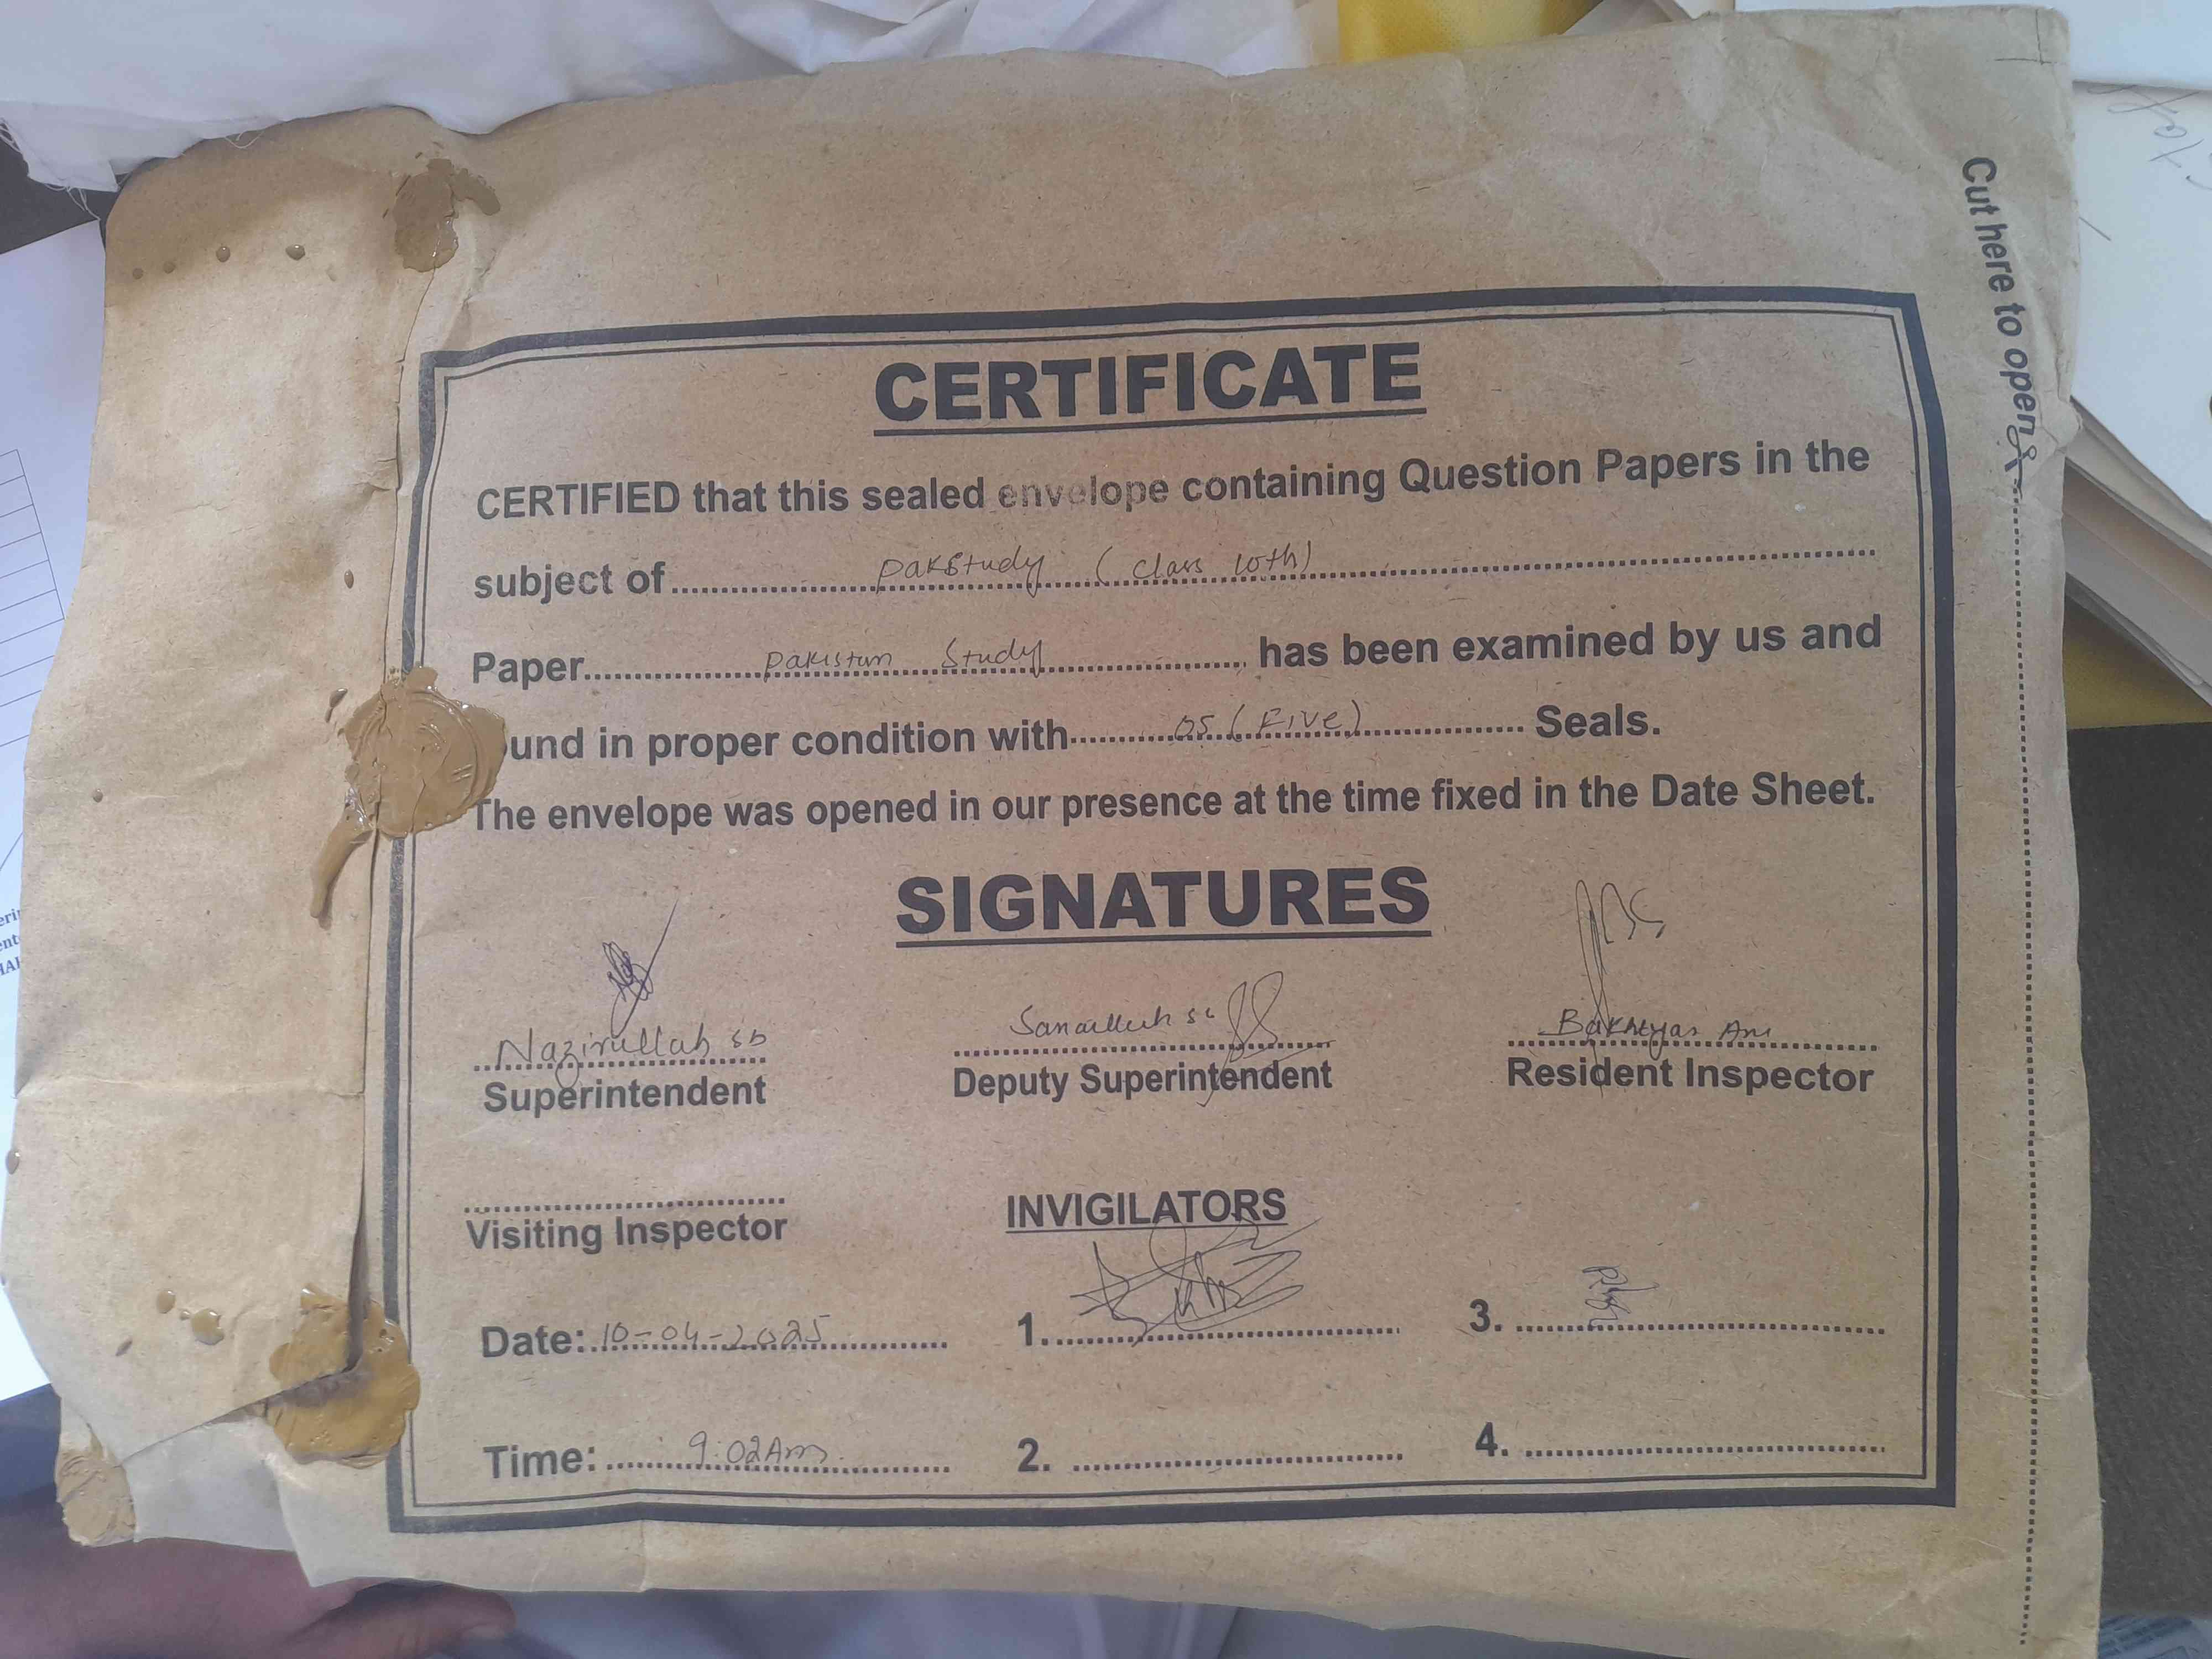 Cut here to open
CERTIFICATE
CERTIFIED that this sealed envelope containing Question Papers in the
subject of Pakstudy (class 10th)
Paper Pakistan Study has been examined by us and
und in proper condition with 05 (Five) Seals.
The envelope was opened in our presence at the time fixed in the Date Sheet.
SIGNATURES
Nazirullah sb
Superintendent
Sanaullah
Deputy Superintendent
Bakhtyar
Resident Inspector
Visiting Inspector
INVIGILATORS
Date: 10-04-2025
1.
3.
Time: 9:02Am
2.
4.